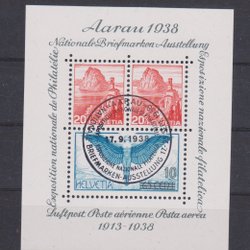 Aarau 1938
Nationale Briefmarken-Ausstellung
Exposition nationale de Philatélie
Esposizione nazionale filatelica
20 20
HELVETIA 10
17.9.1938
BRIEFMARKEN-AUSSTELLUNG
Luftpost Poste aérienne Posta aerea
1913-1938